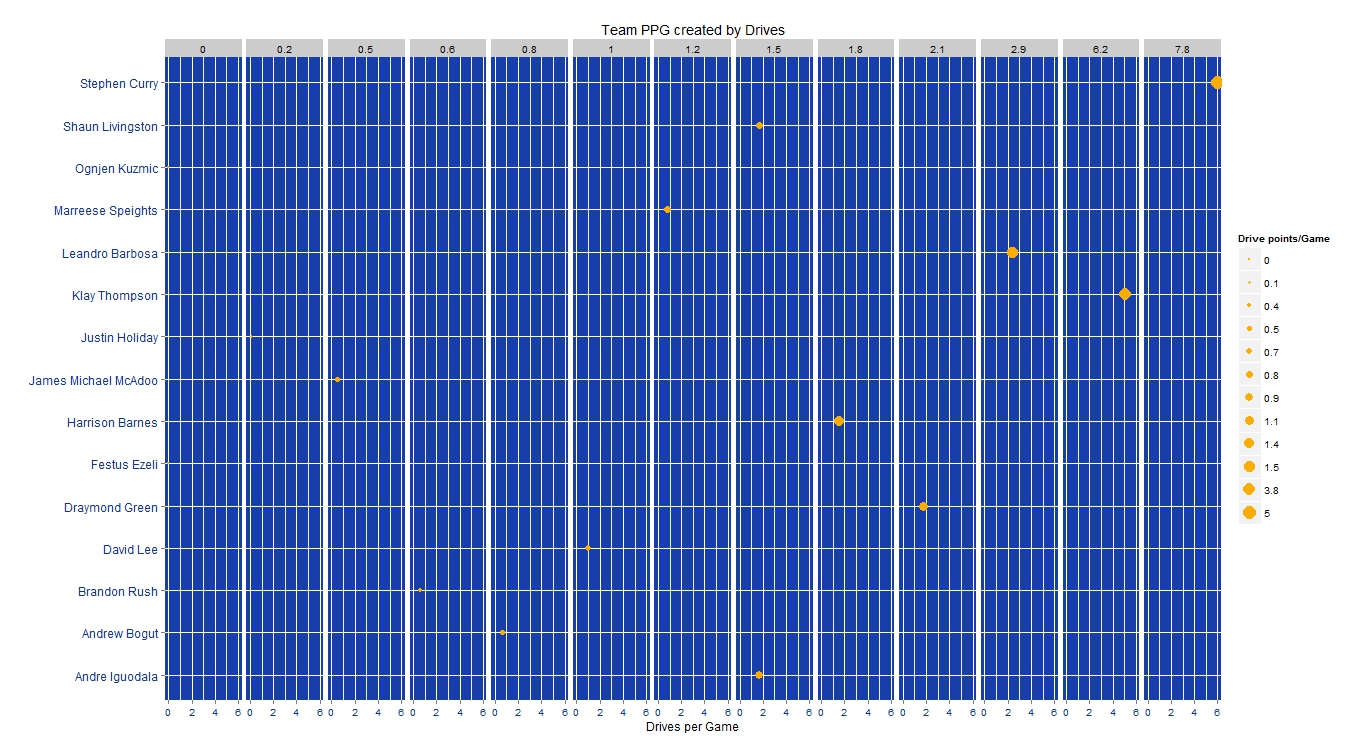 Team PPG created by Drives
0 0.2 0.5 0.6 0.8 1 1.2 1.5 1.8 2.1 2.9 6.2 7.8
Stephen Curry
Shaun Livingston
Ognjen Kuzmic
Marreese Speights
Leandro Barbosa
Klay Thompson
Justin Holiday
James Michael McAdoo
Harrison Barnes
Festus Ezeli
Draymond Green
David Lee
Brandon Rush
Andrew Bogut
Andre Iguodala
0 2 4 6 0 2 4 6 0 2 4 6 0 2 4 6 0 2 4 6 0 2 4 6 0 2 4 6 0 2 4 6 0 2 4 6 0 2 4 6 0 2 4 6 0 2 4 6 0 2 4 6
Drives per Game
Drive points/Game
0
0.1
0.4
0.5
0.7
0.8
0.9
1.1
1.4
1.5
3.8
5